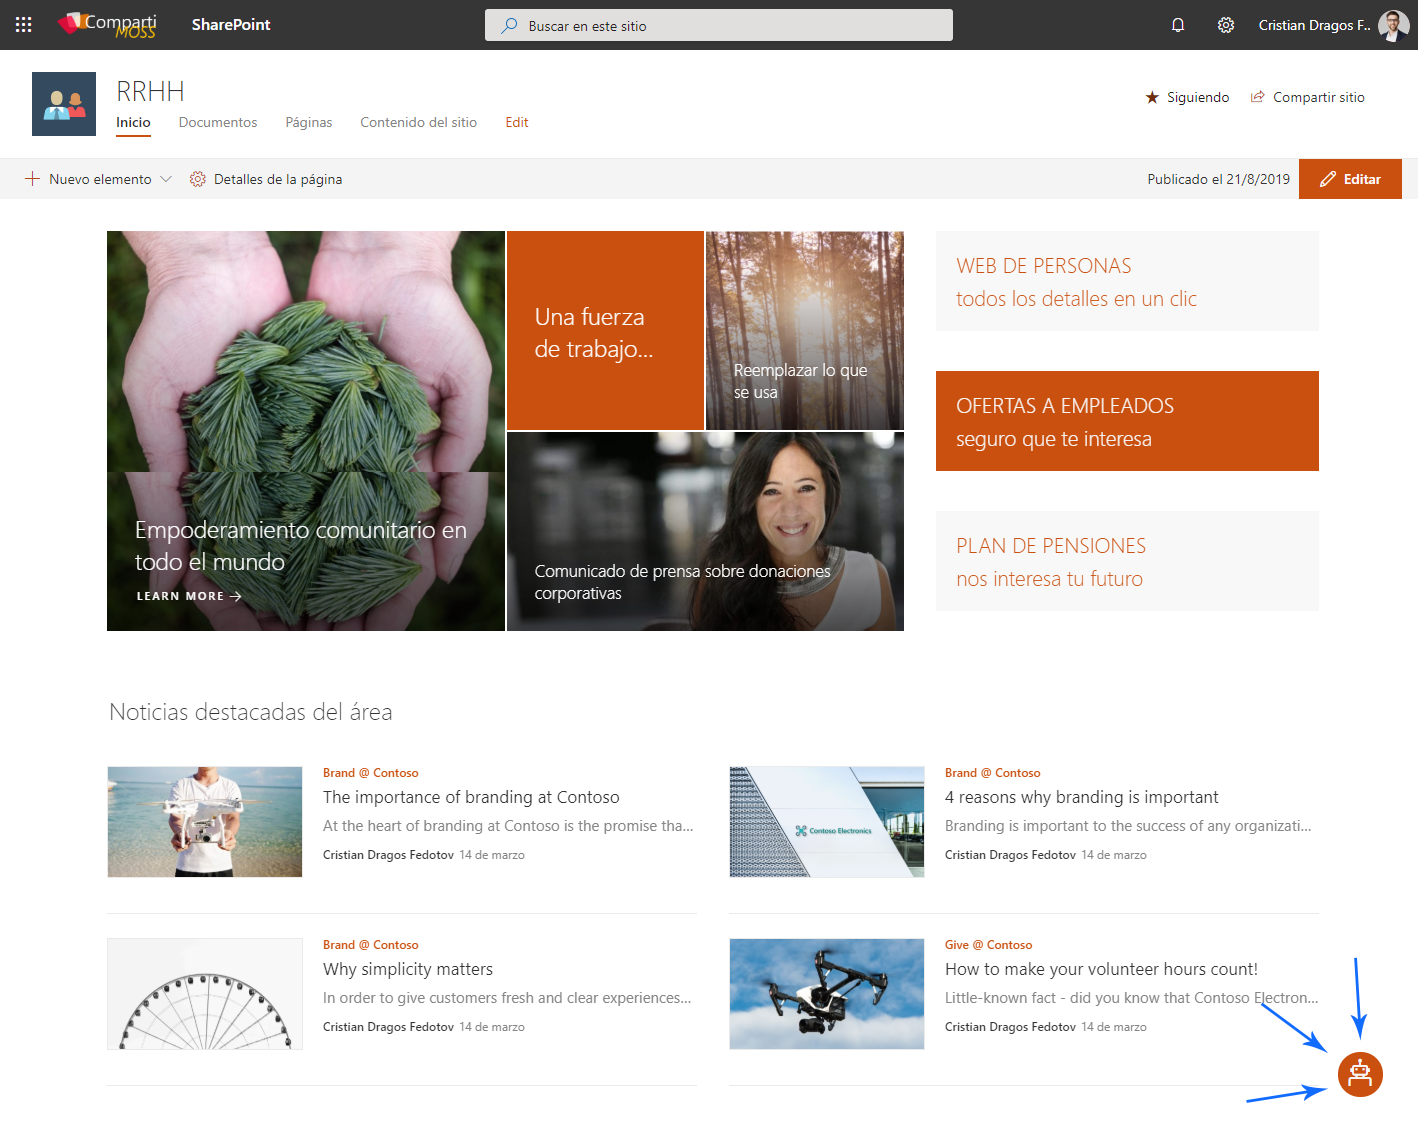 Comparti
MOSS
SharePoint
Buscar en este sitio
Cristian Dragos F..
RRHH
Inicio
Documentos
Páginas
Contenido del sitio
Edit
Siguiendo
Compartir sitio
Nuevo elemento
Detalles de la página
Publicado el 21/8/2019
Editar
Empoderamiento comunitario en
todo el mundo
LEARN MORE
Una fuerza
de trabajo...
Reemplazar lo que
se usa
Comunicado de prensa sobre donaciones
corporativas
WEB DE PERSONAS
todos los detalles en un clic
OFERTAS A EMPLEADOS
seguro que te interesa
PLAN DE PENSIONES
nos interesa tu futuro
Noticias destacadas del área
Brand @ Contoso
The importance of branding at Contoso
At the heart of branding at Contoso is the promise tha...
Cristian Dragos Fedotov 14 de marzo
Contoso Electronics
Brand @ Contoso
4 reasons why branding is important
Branding is important to the success of any organizati...
Cristian Dragos Fedotov 14 de marzo
Brand @ Contoso
Why simplicity matters
In order to give customers fresh and clear experiences...
Cristian Dragos Fedotov 14 de marzo
Give @ Contoso
How to make your volunteer hours count!
Little-known fact - did you know that Contoso Electron...
Cristian Dragos Fedotov 14 de marzo